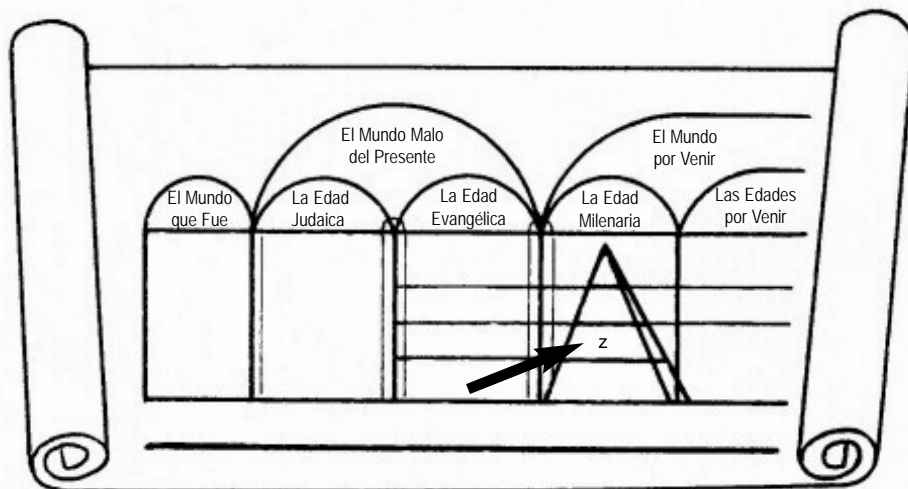 El Mundo Malo
del Presente
El Mundo
por Venir
El Mundo
que Fue
La Edad
Judaica
La Edad
Evangélica
La Edad
Milenaria
Las Edades
por Venir
z